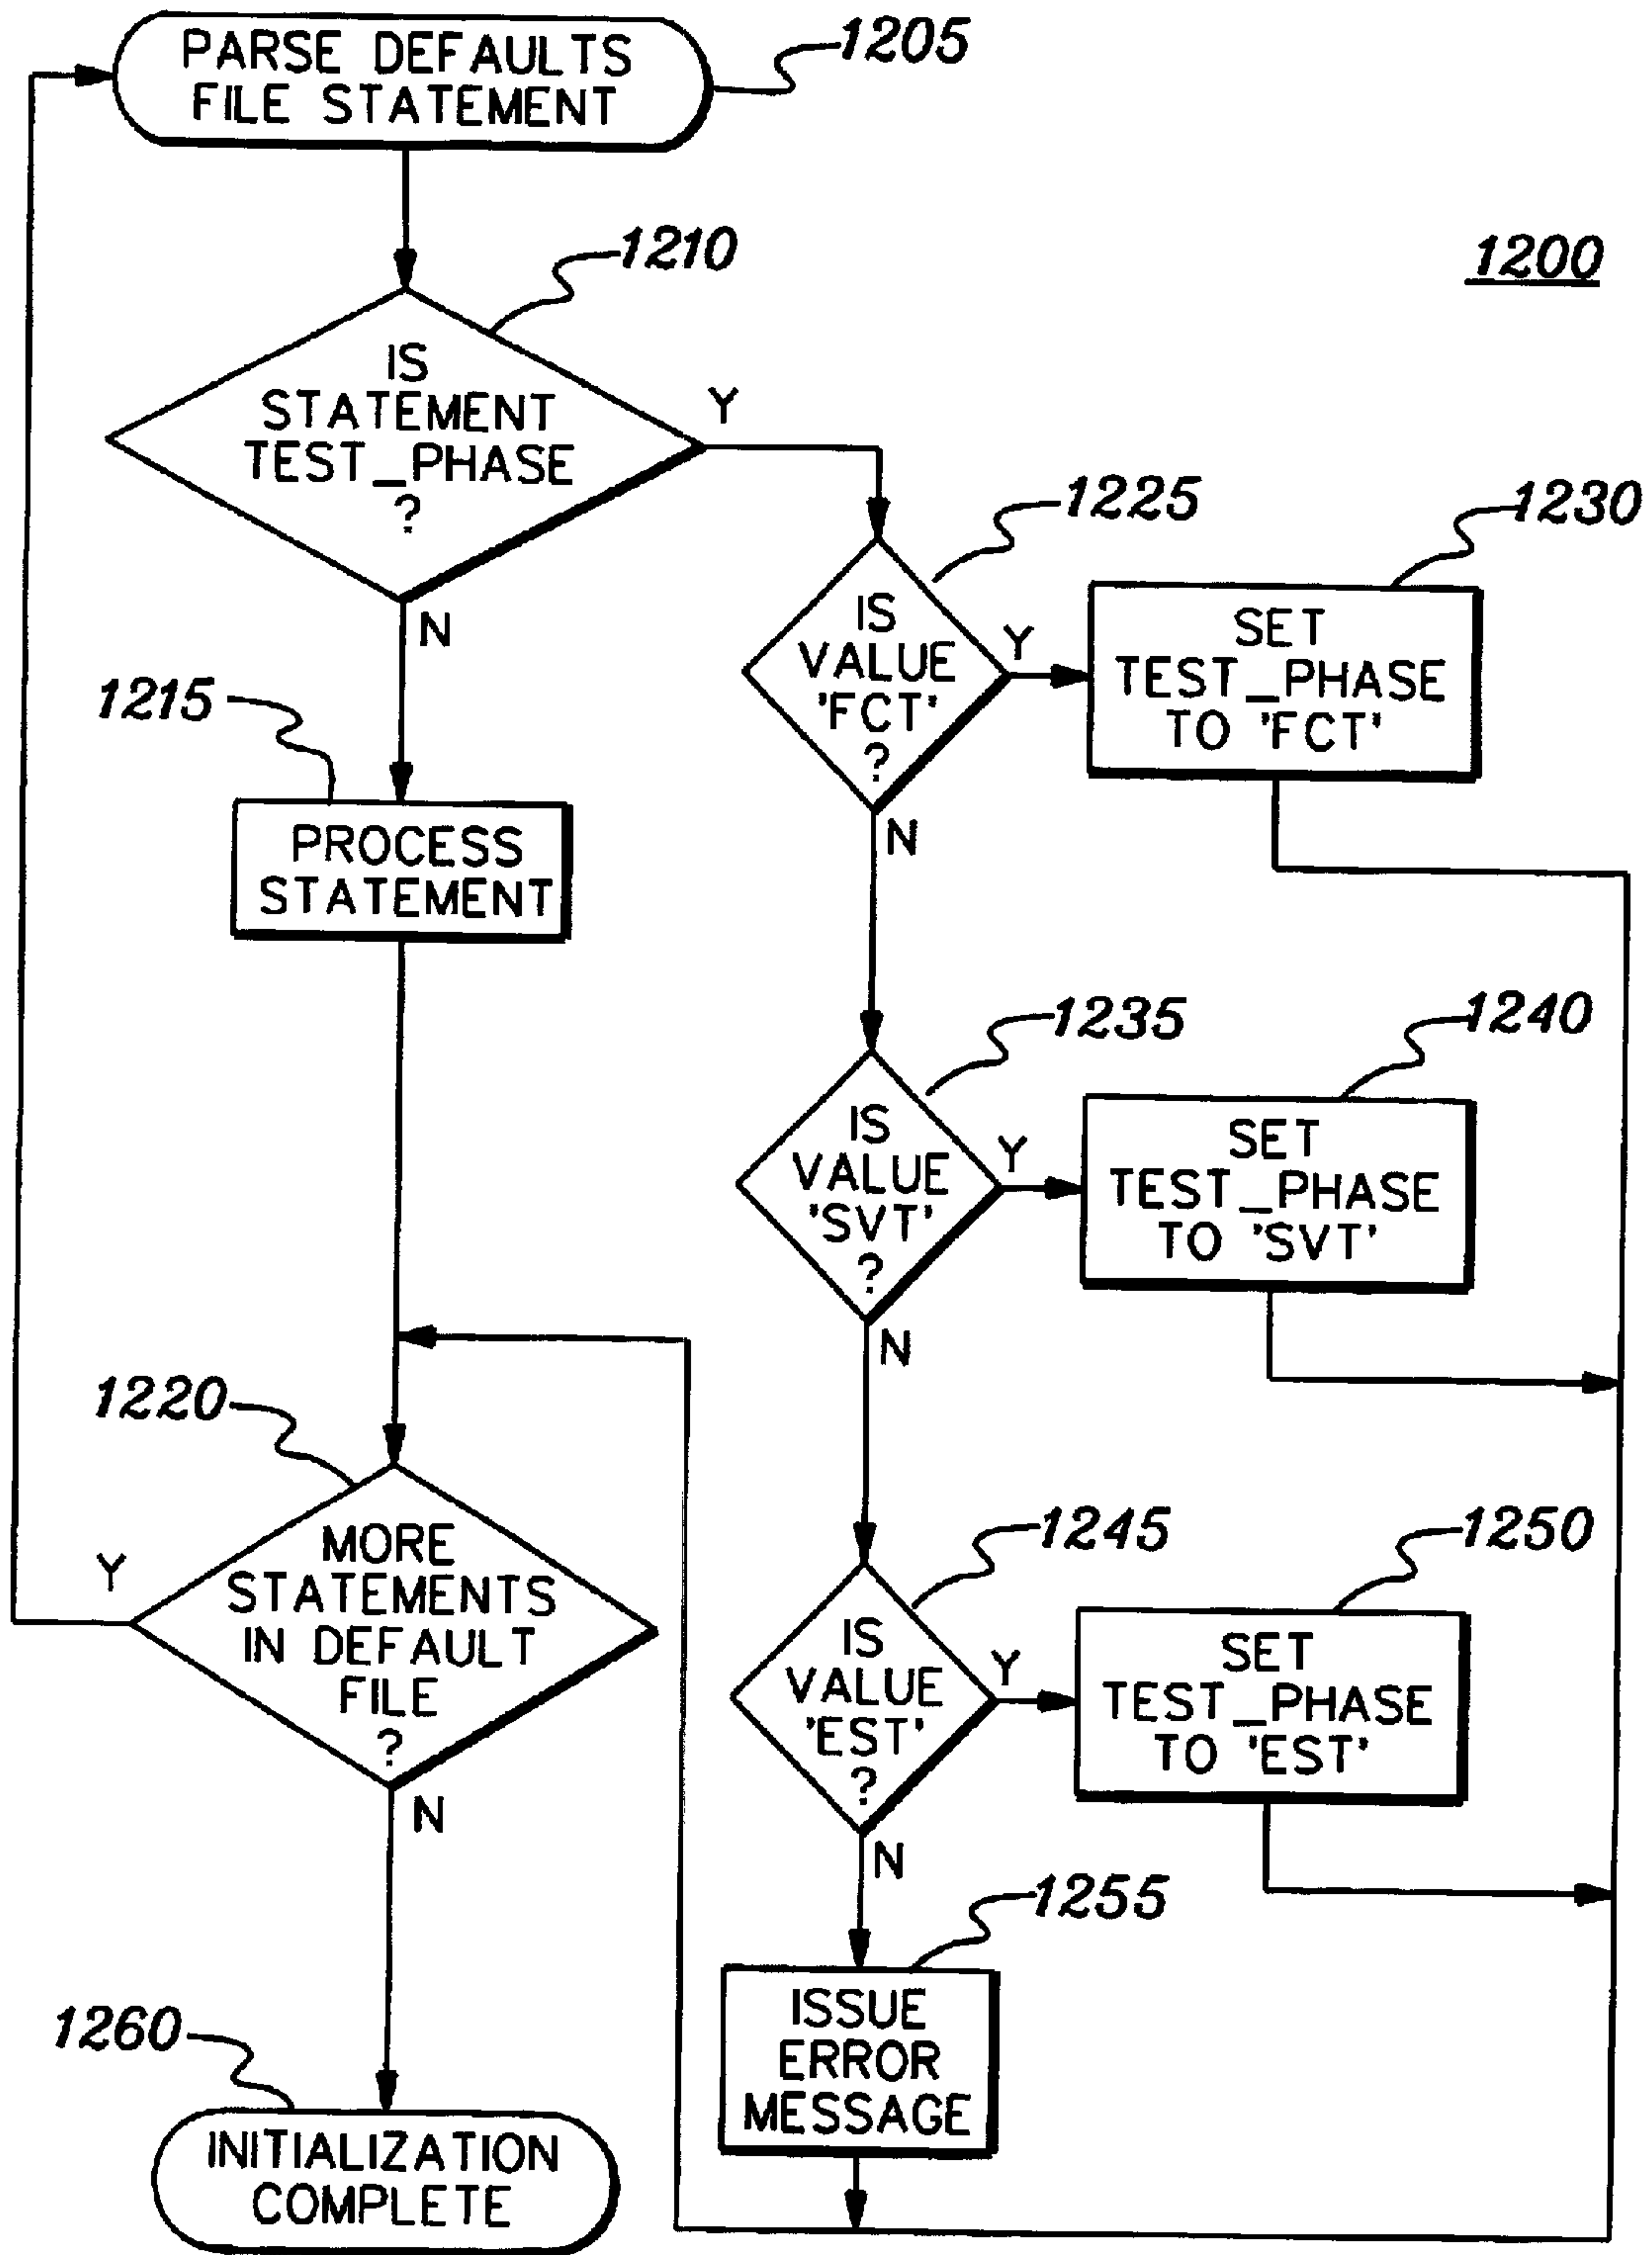 PARSE DEFAULTS
FILE STATEMENT
1205
1200
1210
IS
STATEMENT
TEST_PHASE
?
Y
N
1215
PROCESS
STATEMENT
1225
IS
VALUE
'FCT'
?
Y
N
1230
SET
TEST_PHASE
TO 'FCT'
1235
IS
VALUE
'SVT'
?
Y
N
1240
SET
TEST_PHASE
TO 'SVT'
1220
MORE
STATEMENTS
IN DEFAULT
FILE
?
Y
N
1245
IS
VALUE
'EST'
?
Y
N
1250
SET
TEST_PHASE
TO 'EST'
1255
ISSUE
ERROR
MESSAGE
1260
INITIALIZATION
COMPLETE